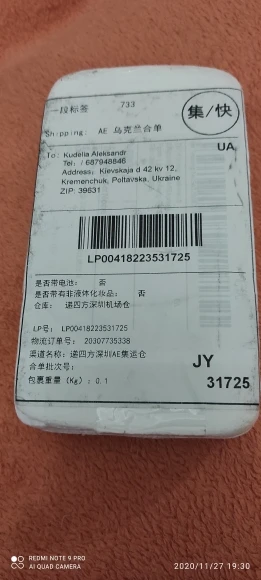 一段标签 733
集/快
Shipping: AE 乌克兰合单
UA
To: Kudelia Aleksandr
Tel: / 687948846
Address: Kievskaja d 42 kv 12,
Kremenchuk, Poltavska, Ukraine
ZIP: 39631
LP00418223531725
是否带电池: 否
是否带有非液体化妆品: 否
仓库: 递四方深圳机场仓
LP号: LP00418223531725
物流订单号: 20307735338
渠道名称: 递四方深圳AE集运仓
合单批次号:
包裹重量 (Kg) : 0.1
JY
31725
REDMI NOTE 9 PRO
AI QUAD CAMERA
2020/11/27 19:30